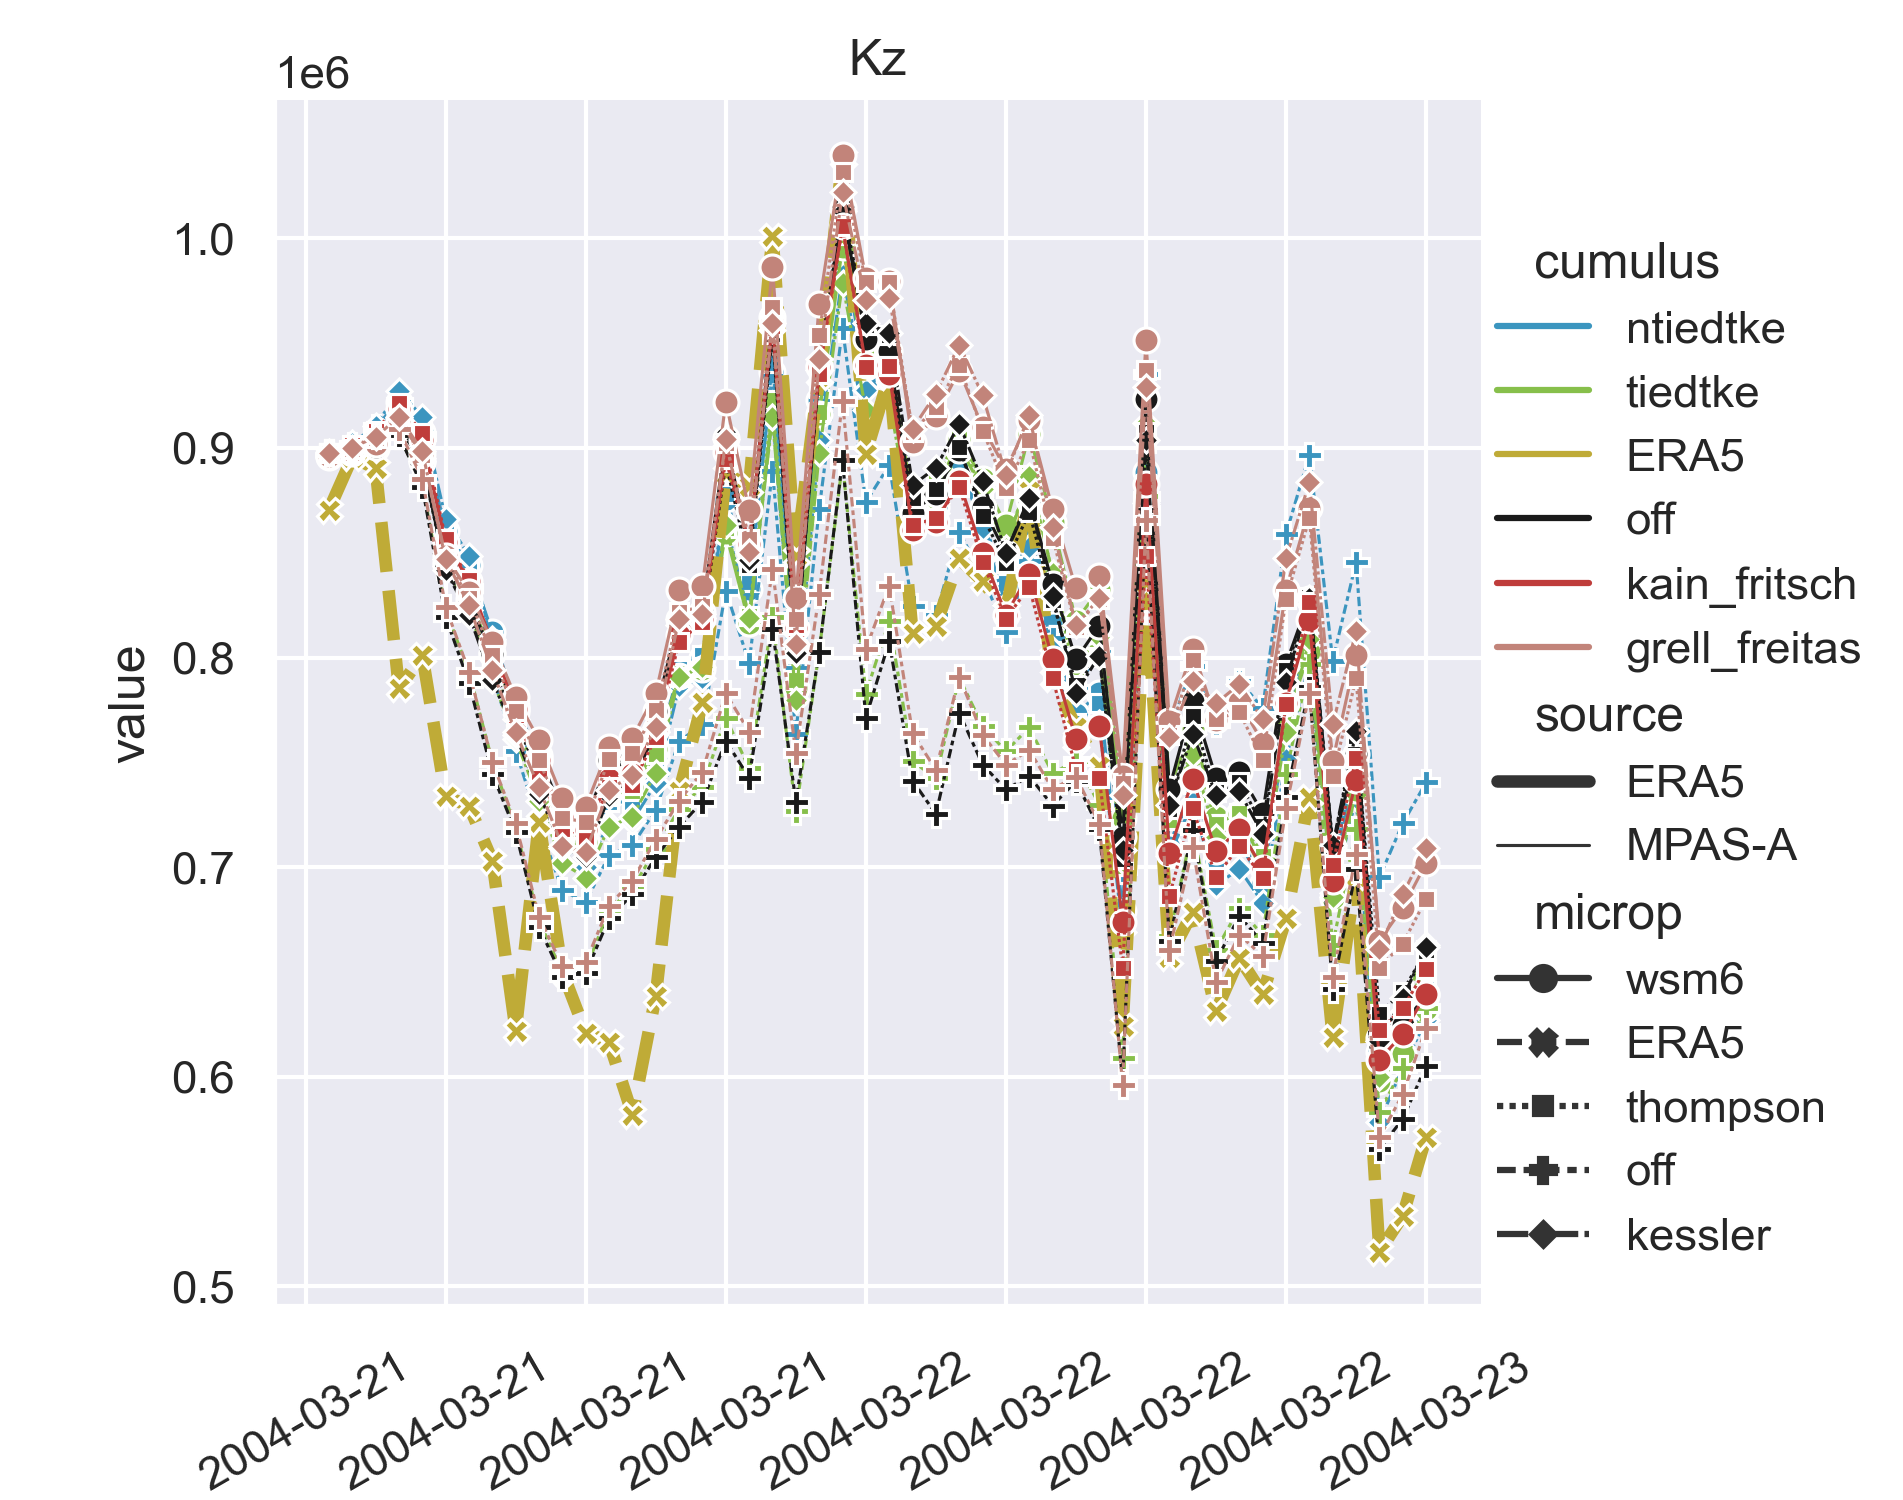 Kz
1e6
1.0
0.9
0.8
0.7
0.6
0.5
value
2004-03-21
2004-03-21
2004-03-21
2004-03-21
2004-03-22
2004-03-22
2004-03-22
2004-03-22
2004-03-23
cumulus
ntiedtke
tiedtke
ERA5
off
kain_fritsch
grell_freitas
source
ERA5
MPAS-A
microp
wsm6
ERA5
thompson
off
kessler